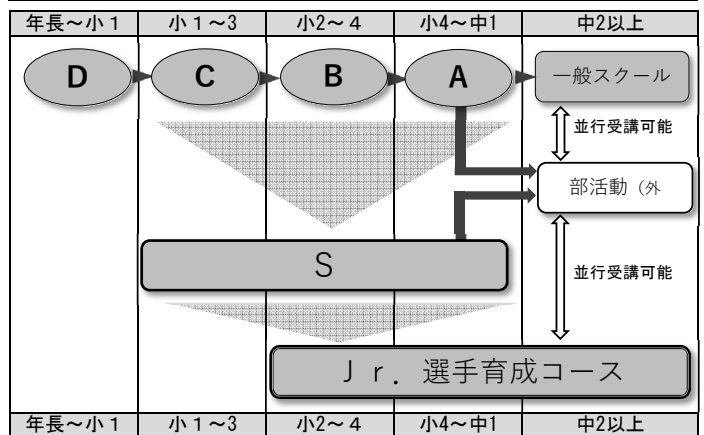 年長～小1 小1～3 小2～4 小4～中1 中2以上
D C B A 一般スクール
並行受講可能
部活動（外
S
並行受講可能
Ｊｒ．選手育成コース
年長～小1 小1～3 小2～4 小4～中1 中2以上